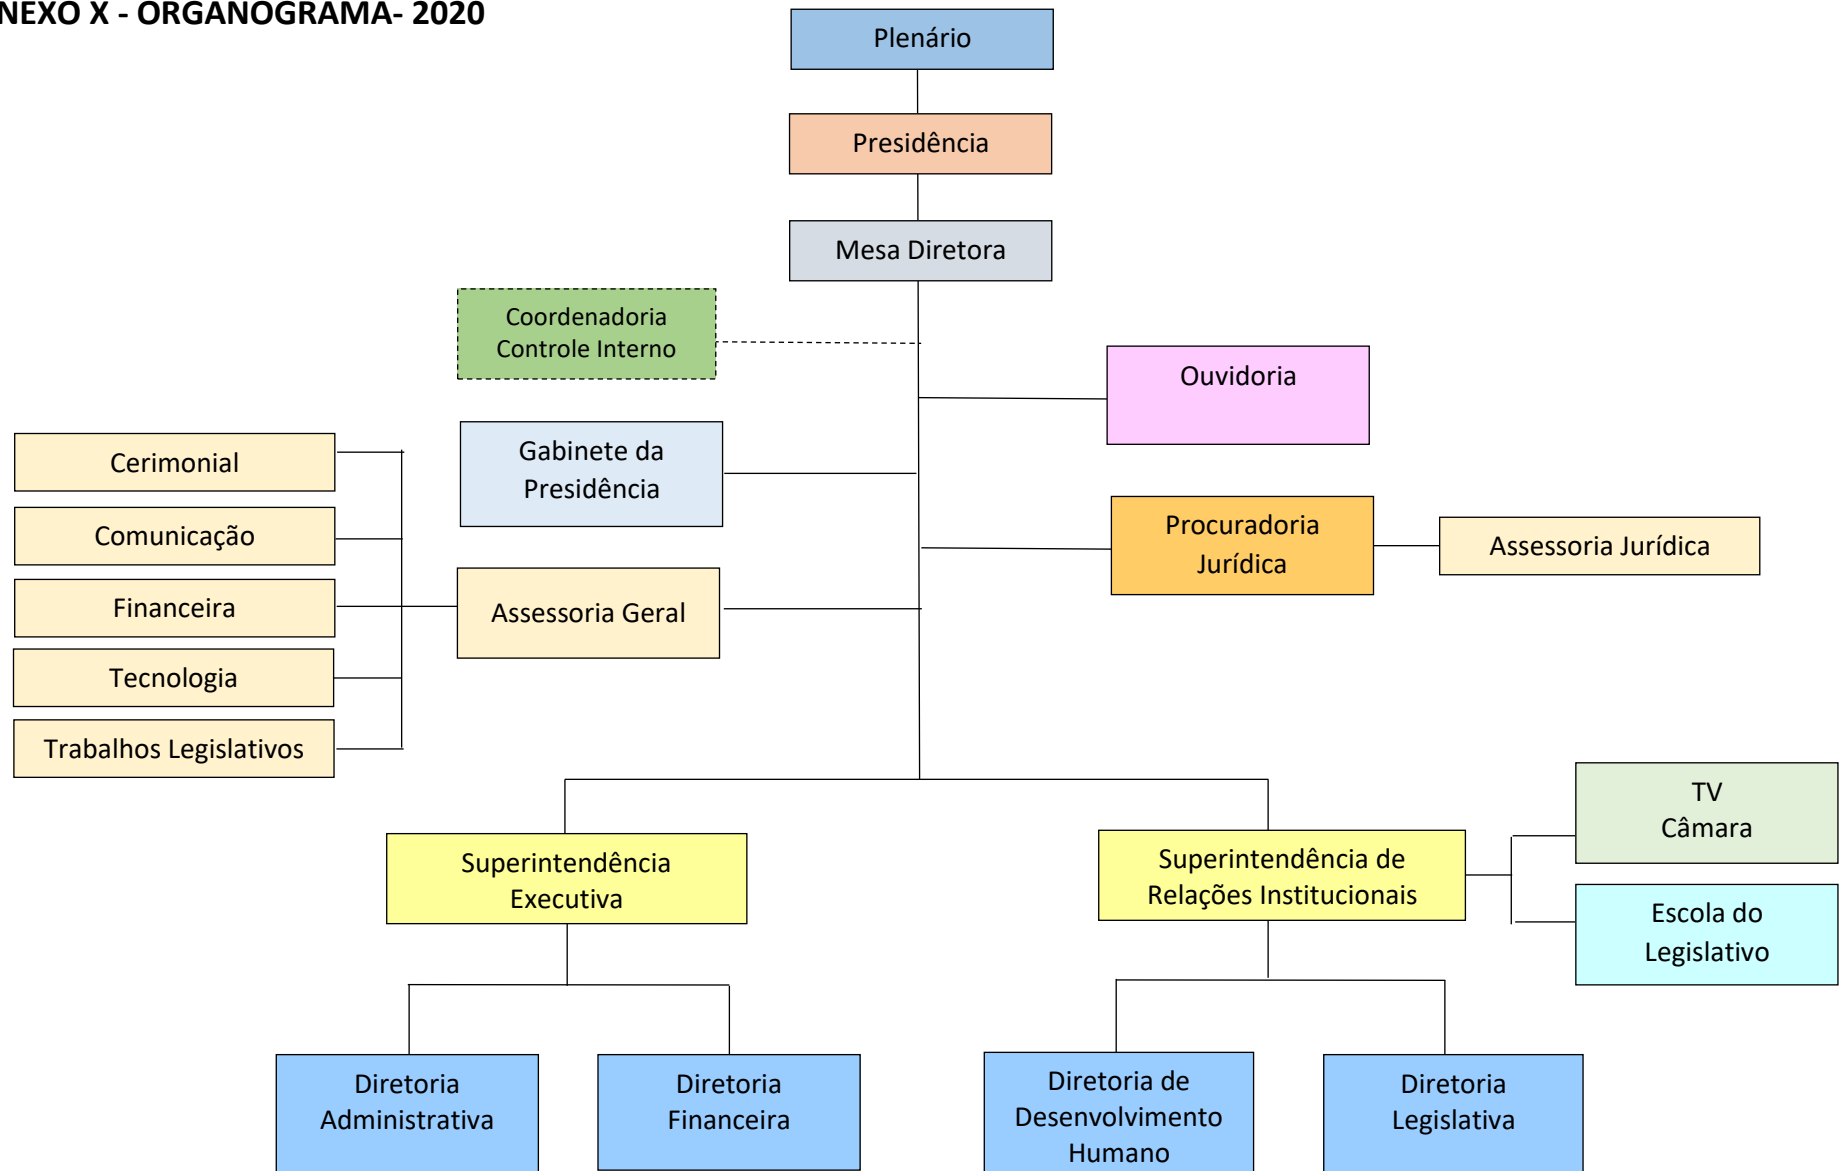 NEXO X - ORGANOGRAMA- 2020
Plenário
Presidência
Mesa Diretora
Coordenadoria
Controle Interno
Ouvidoria
Gabinete da
Presidência
Cerimonial
Comunicação
Financeira
Tecnologia
Trabalhos Legislativos
Assessoria Geral
Procuradoria
Jurídica
Assessoria Jurídica
Superintendência
Executiva
Superintendência de
Relações Institucionais
TV
Câmara
Escola do
Legislativo
Diretoria
Administrativa
Diretoria
Financeira
Diretoria de
Desenvolvimento
Humano
Diretoria
Legislativa